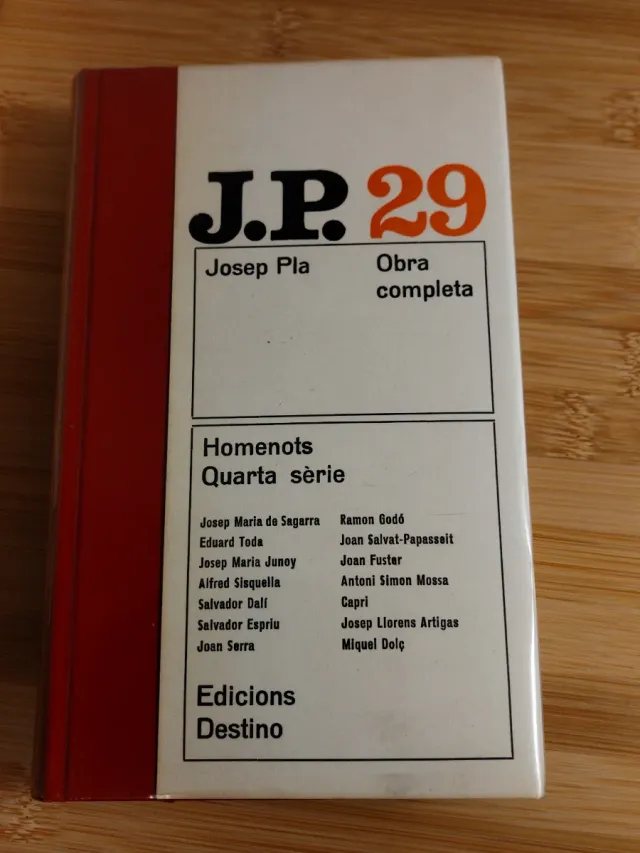 J.P. 29
Josep Pla
Obra
completa
Homenots
Quarta sèrie
Josep Maria de Sagarra
Eduard Toda
Josep Maria Junoy
Alfred Sisquella
Salvador Dalí
Salvador Espriu
Joan Serra
Ramon Godó
Joan Salvat-Papasseit
Joan Fuster
Antoni Simon Mossa
Capri
Josep Llorens Artigas
Miquel Dolç
Edicions
Destino